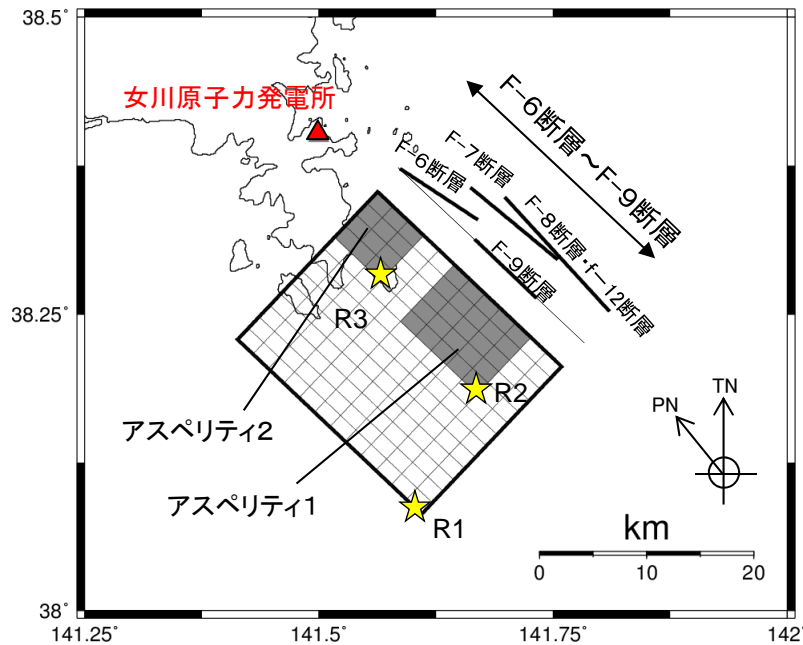 38.5˚
女川原子力発電所
F-6断層～F-9断層
F-6断層
F-7断層
F-8断層・f-12断層
F-9断層
38.25˚
R3
R2
アスペリティ2
アスペリティ1
R1
PN
TN
km
0
10
20
38˚
141.25˚
141.5˚
141.75˚
142